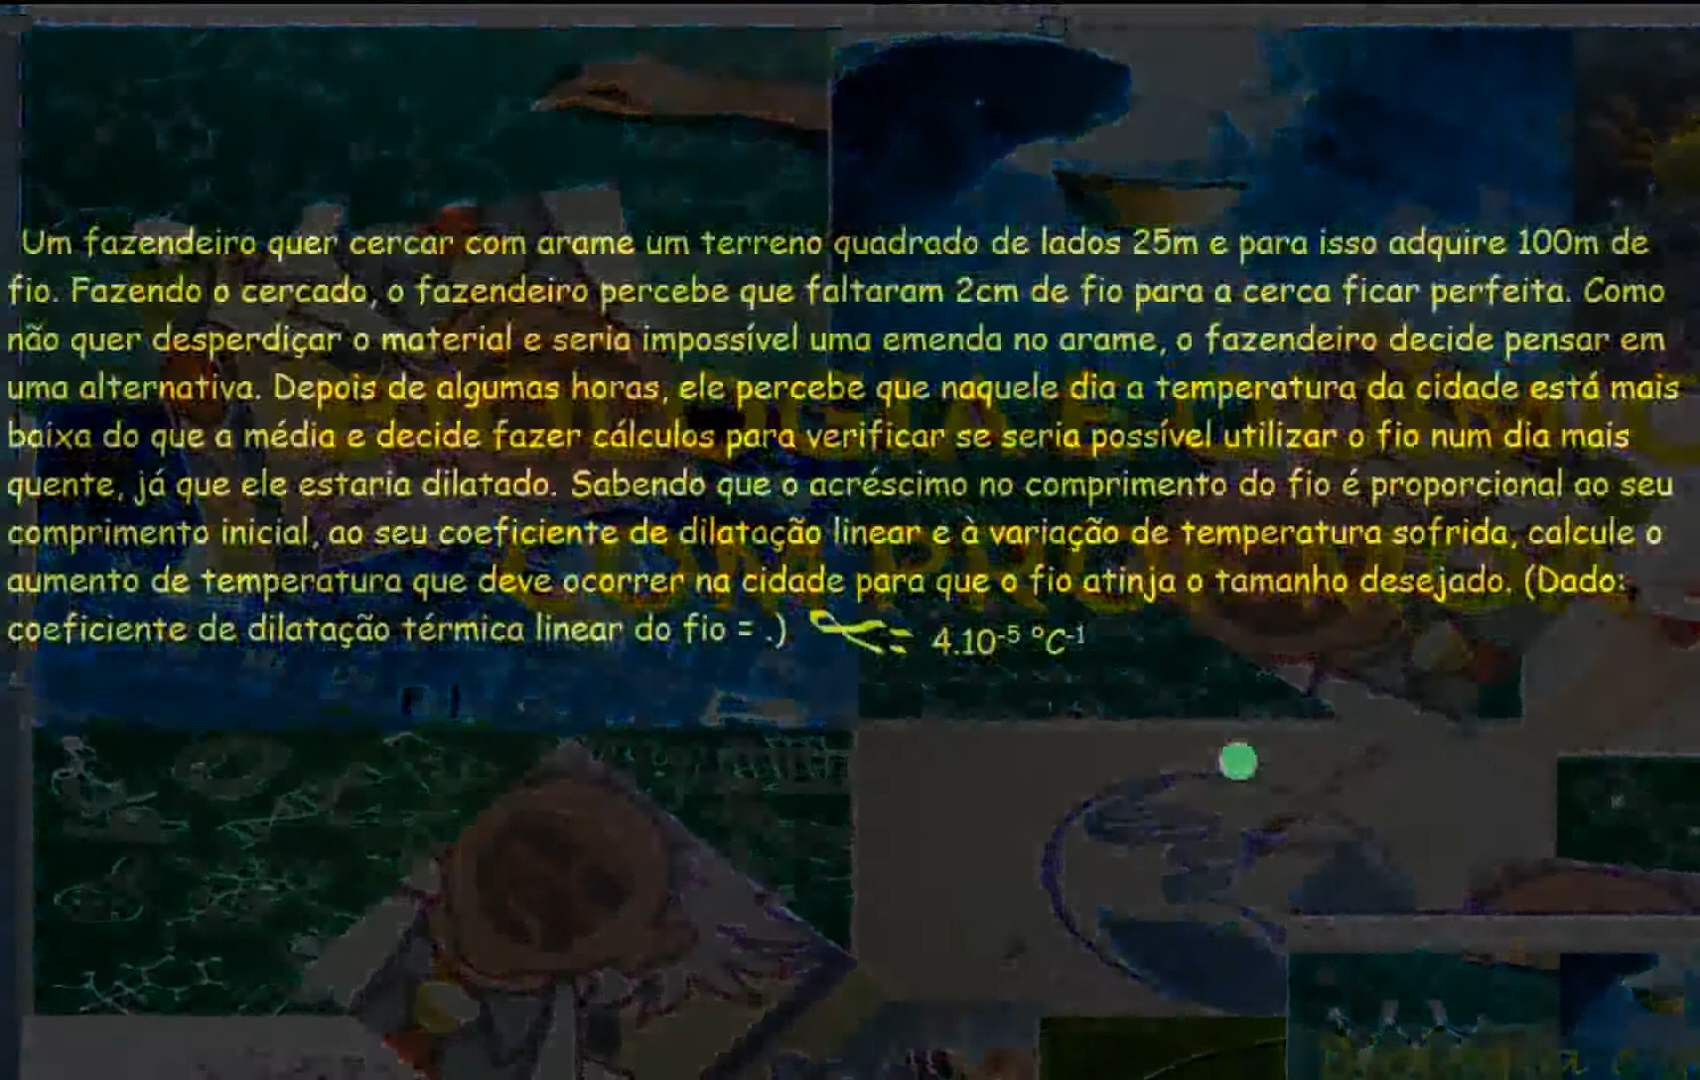 Um fazendeiro quer cercar com arame um terreno quadrado de lados 25m e para isso adquire 100m de
fio. Fazendo o cercado, o fazendeiro percebe que faltaram 2cm de fio para a cerca ficar perfeita. Como
não quer desperdiçar o material e seria impossível uma emenda no arame, o fazendeiro decide pensar em
uma alternativa. Depois de algumas horas, ele percebe que naquele dia a temperatura da cidade está mais
baixa do que a média e decide fazer cálculos para verificar se seria possível utilizar o fio num dia mais
quente, já que ele estaria dilatado. Sabendo que o acréscimo no comprimento do fio é proporcional ao seu
comprimento inicial, ao seu coeficiente de dilatação linear e à variação de temperatura sofrida, calcule o
aumento de temperatura que deve ocorrer na cidade para que o fio atinja o tamanho desejado. (Dado:
coeficiente de dilatação térmica linear do fio = .) α = 4.10⁻⁵ ºC⁻¹